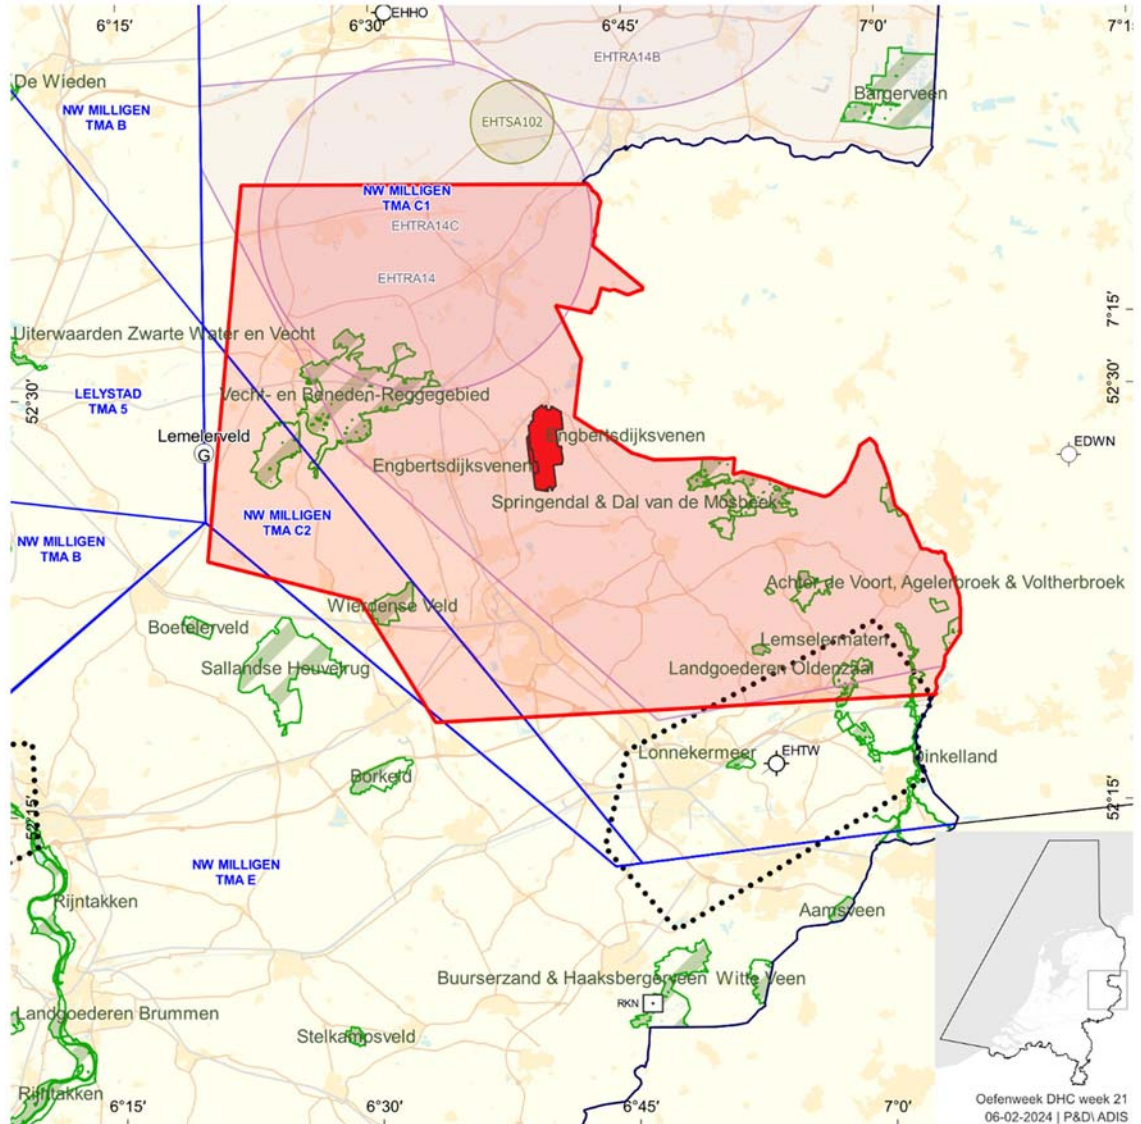 6°15' 6°30' EHHO 6°45' 7°0' 7°1
De Wieden
NW MILLIGEN
TMA B
EHTRA14B
EHTSA102
Bargerveen
NW MILLIGEN
TMA C1
EHTRA14C
EHTRA14
7°15'
Uiterwaarden Zwarte Water en Vecht
LELYSTAD
TMA 5
52°30'
Vecht- en Beneden-Reggegebied
52°30'
Lemelerveld
G
Engbertsdijksvenen
EDWN
Engbertsdijksvenen
Springendal & Dal van de Mosbeek
NW MILLIGEN
TMA C2
NW MILLIGEN
TMA B
Achter de Voort, Agelerbroek & Voltherbroek
Wierdense Veld
Boetelerveld
Lemselermaten
Sallandse Heuvelrug
Landgoederen Oldenzaal
Lonnekermeer
EHTW
Dinkelland
Borkeld
52°15'
52°15'
NW MILLIGEN
TMA E
Rijntakken
Aamsveen
Buurserzand & Haaksbergerveen
Witte Veen
RKN
Landgoederen Brummen
Stelkampsveld
Rijntakken
6°15' 6°30' 6°45' 7°0'
Oefenweek DHC week 21
06-02-2024 | P&D\ ADIS